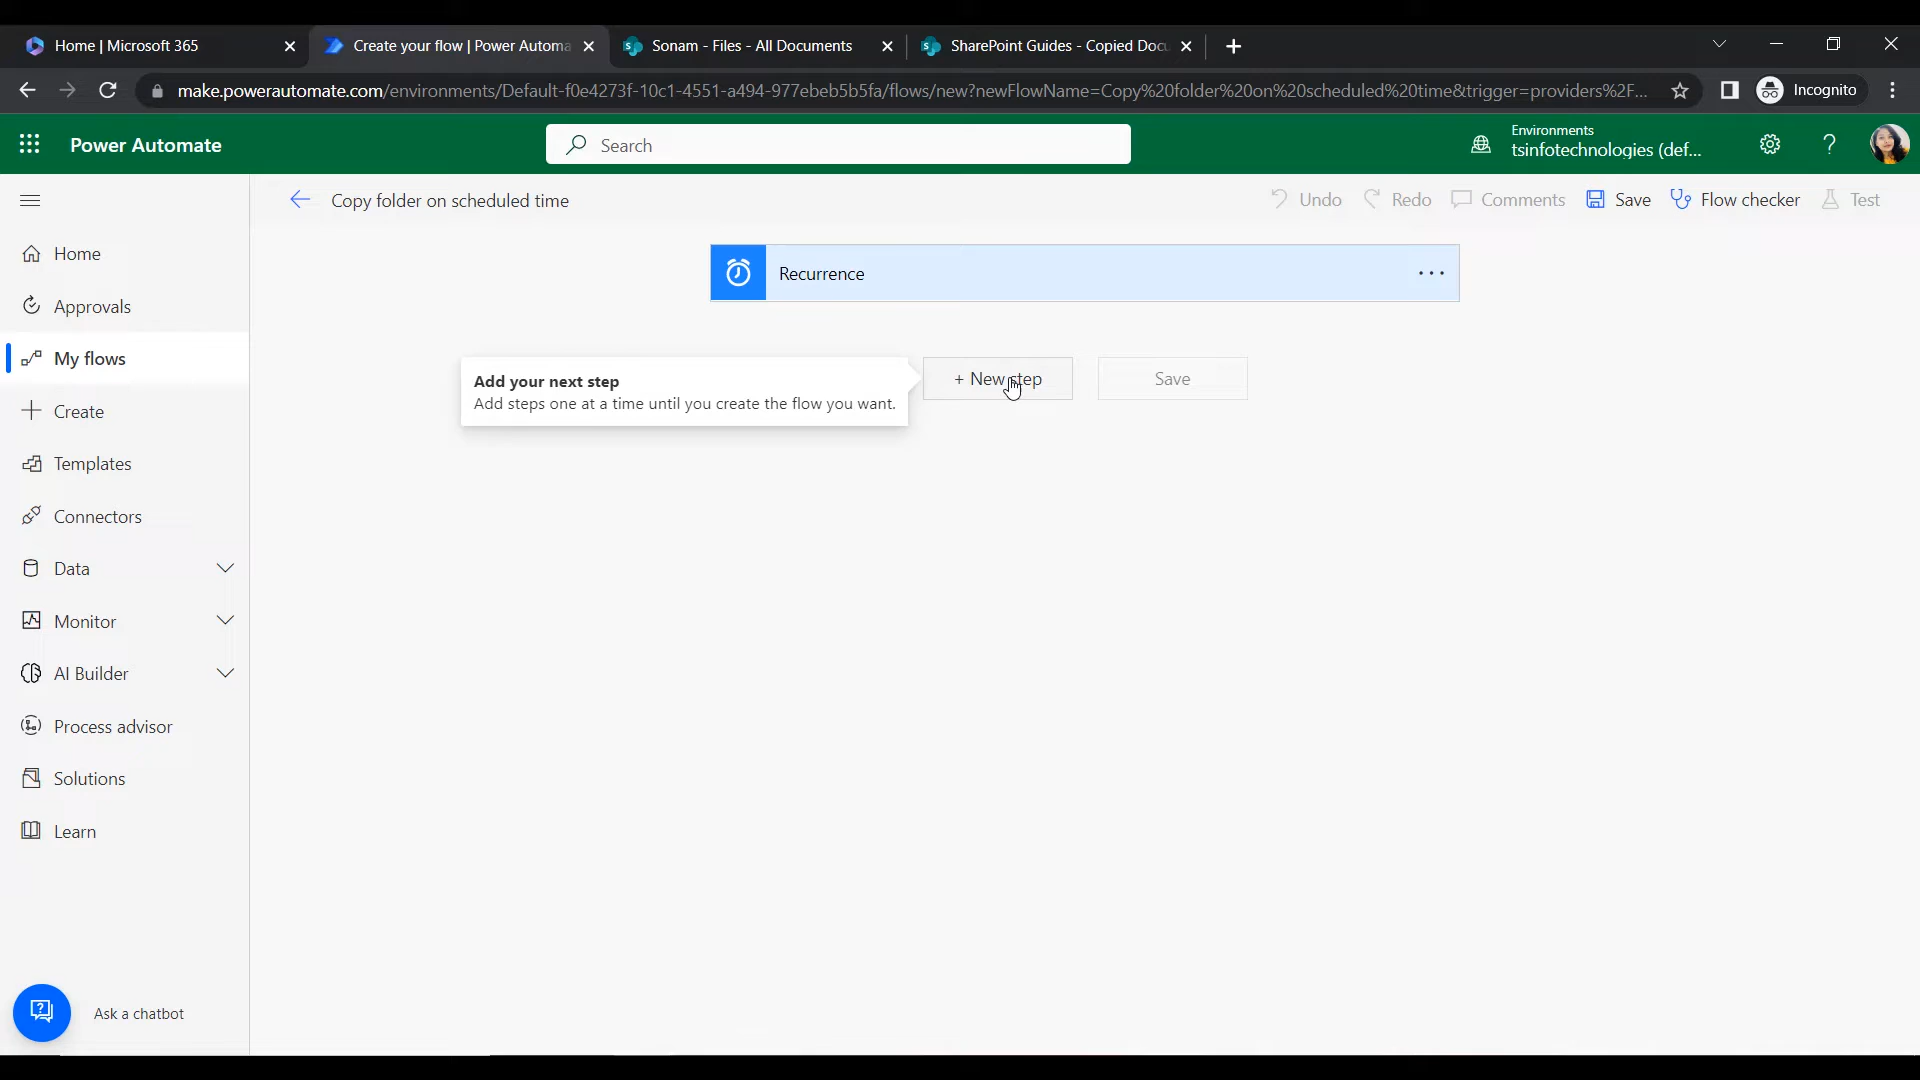 Home | Microsoft 365
Create your flow | Power Automa
Sonam - Files - All Documents
SharePoint Guides - Copied Docu
make.powerautomate.com/environments/Default-f0e4273f-10c1-4551-a494-977ebeb5b5fa/flows/new?newFlowName=Copy%20folder%20on%20scheduled%20time&trigger=providers%2F...
Incognito
Power Automate
Search
Environments
tsinfotechnologies (def...
Copy folder on scheduled time
Undo
Redo
Comments
Save
Flow checker
Test
Home
Approvals
My flows
Create
Templates
Connectors
Data
Monitor
AI Builder
Process advisor
Solutions
Learn
Ask a chatbot
Recurrence
Add your next step
Add steps one at a time until you create the flow you want.
+ New step
Save